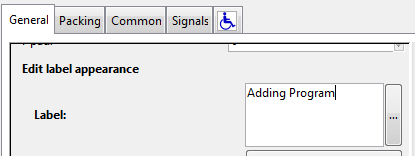 General Packing Common Signals
Edit label appearance
Adding Program
Label:
...